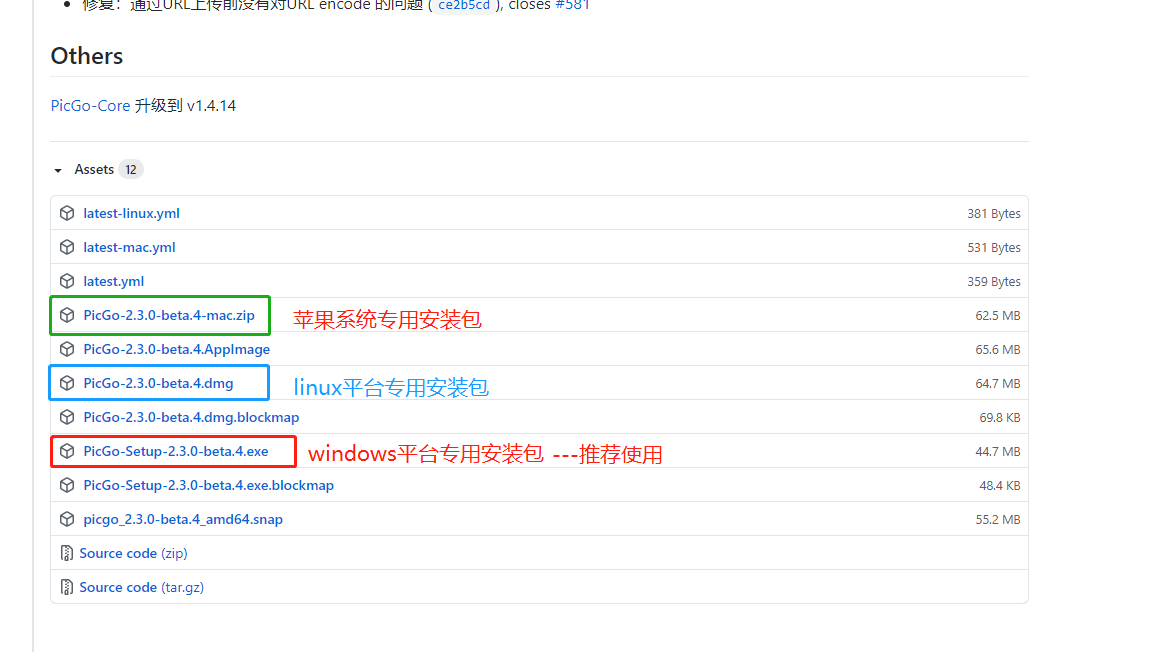 修复：通过URL上传前没有对URL encode 的问题 ( ce2b5cd ), closes #581
Others
PicGo-Core 升级到 v1.4.14
Assets 12
latest-linux.yml 381 Bytes
latest-mac.yml 531 Bytes
latest.yml 359 Bytes
PicGo-2.3.0-beta.4-mac.zip 苹果系统专用安装包 62.5 MB
PicGo-2.3.0-beta.4.AppImage 65.6 MB
PicGo-2.3.0-beta.4.dmg linux平台专用安装包 64.7 MB
PicGo-2.3.0-beta.4.dmg.blockmap 69.8 KB
PicGo-Setup-2.3.0-beta.4.exe windows平台专用安装包 ---推荐使用 44.7 MB
PicGo-Setup-2.3.0-beta.4.exe.blockmap 48.4 KB
picgo_2.3.0-beta.4_amd64.snap 55.2 MB
Source code (zip)
Source code (tar.gz)